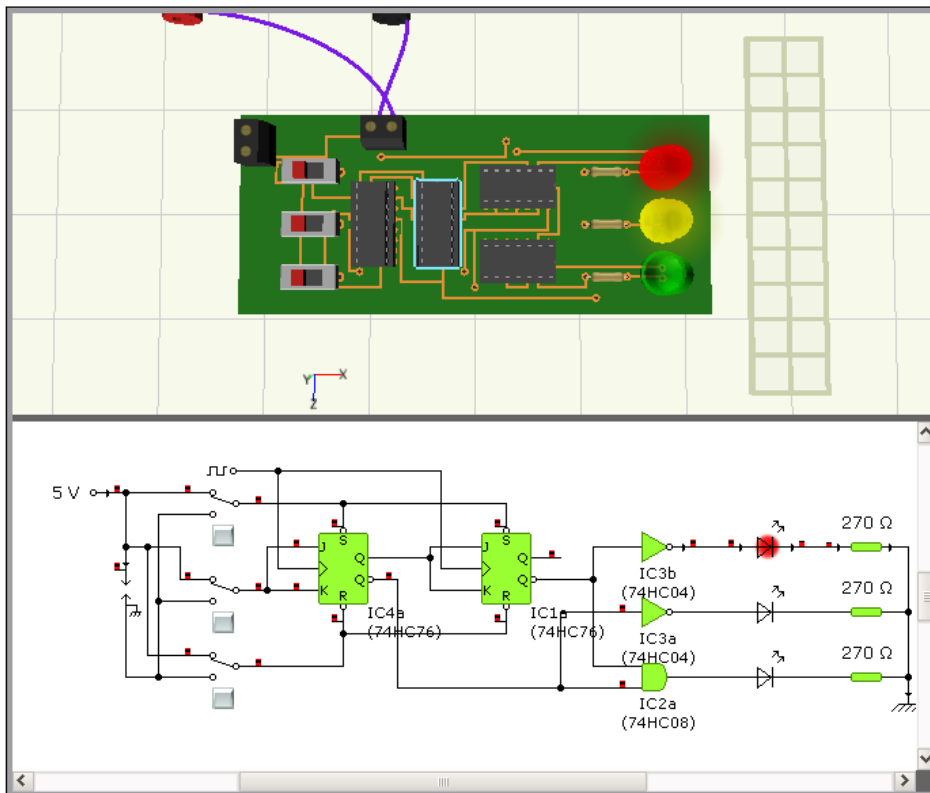 Y
X
Z
5 V
J
S
Q
K
Q
R
IC4a
(74HC76)
J
S
Q
K
Q
R
IC1a
(74HC76)
IC3b
(74HC04)
IC3a
(74HC04)
IC2a
(74HC08)
270 Ω
270 Ω
270 Ω